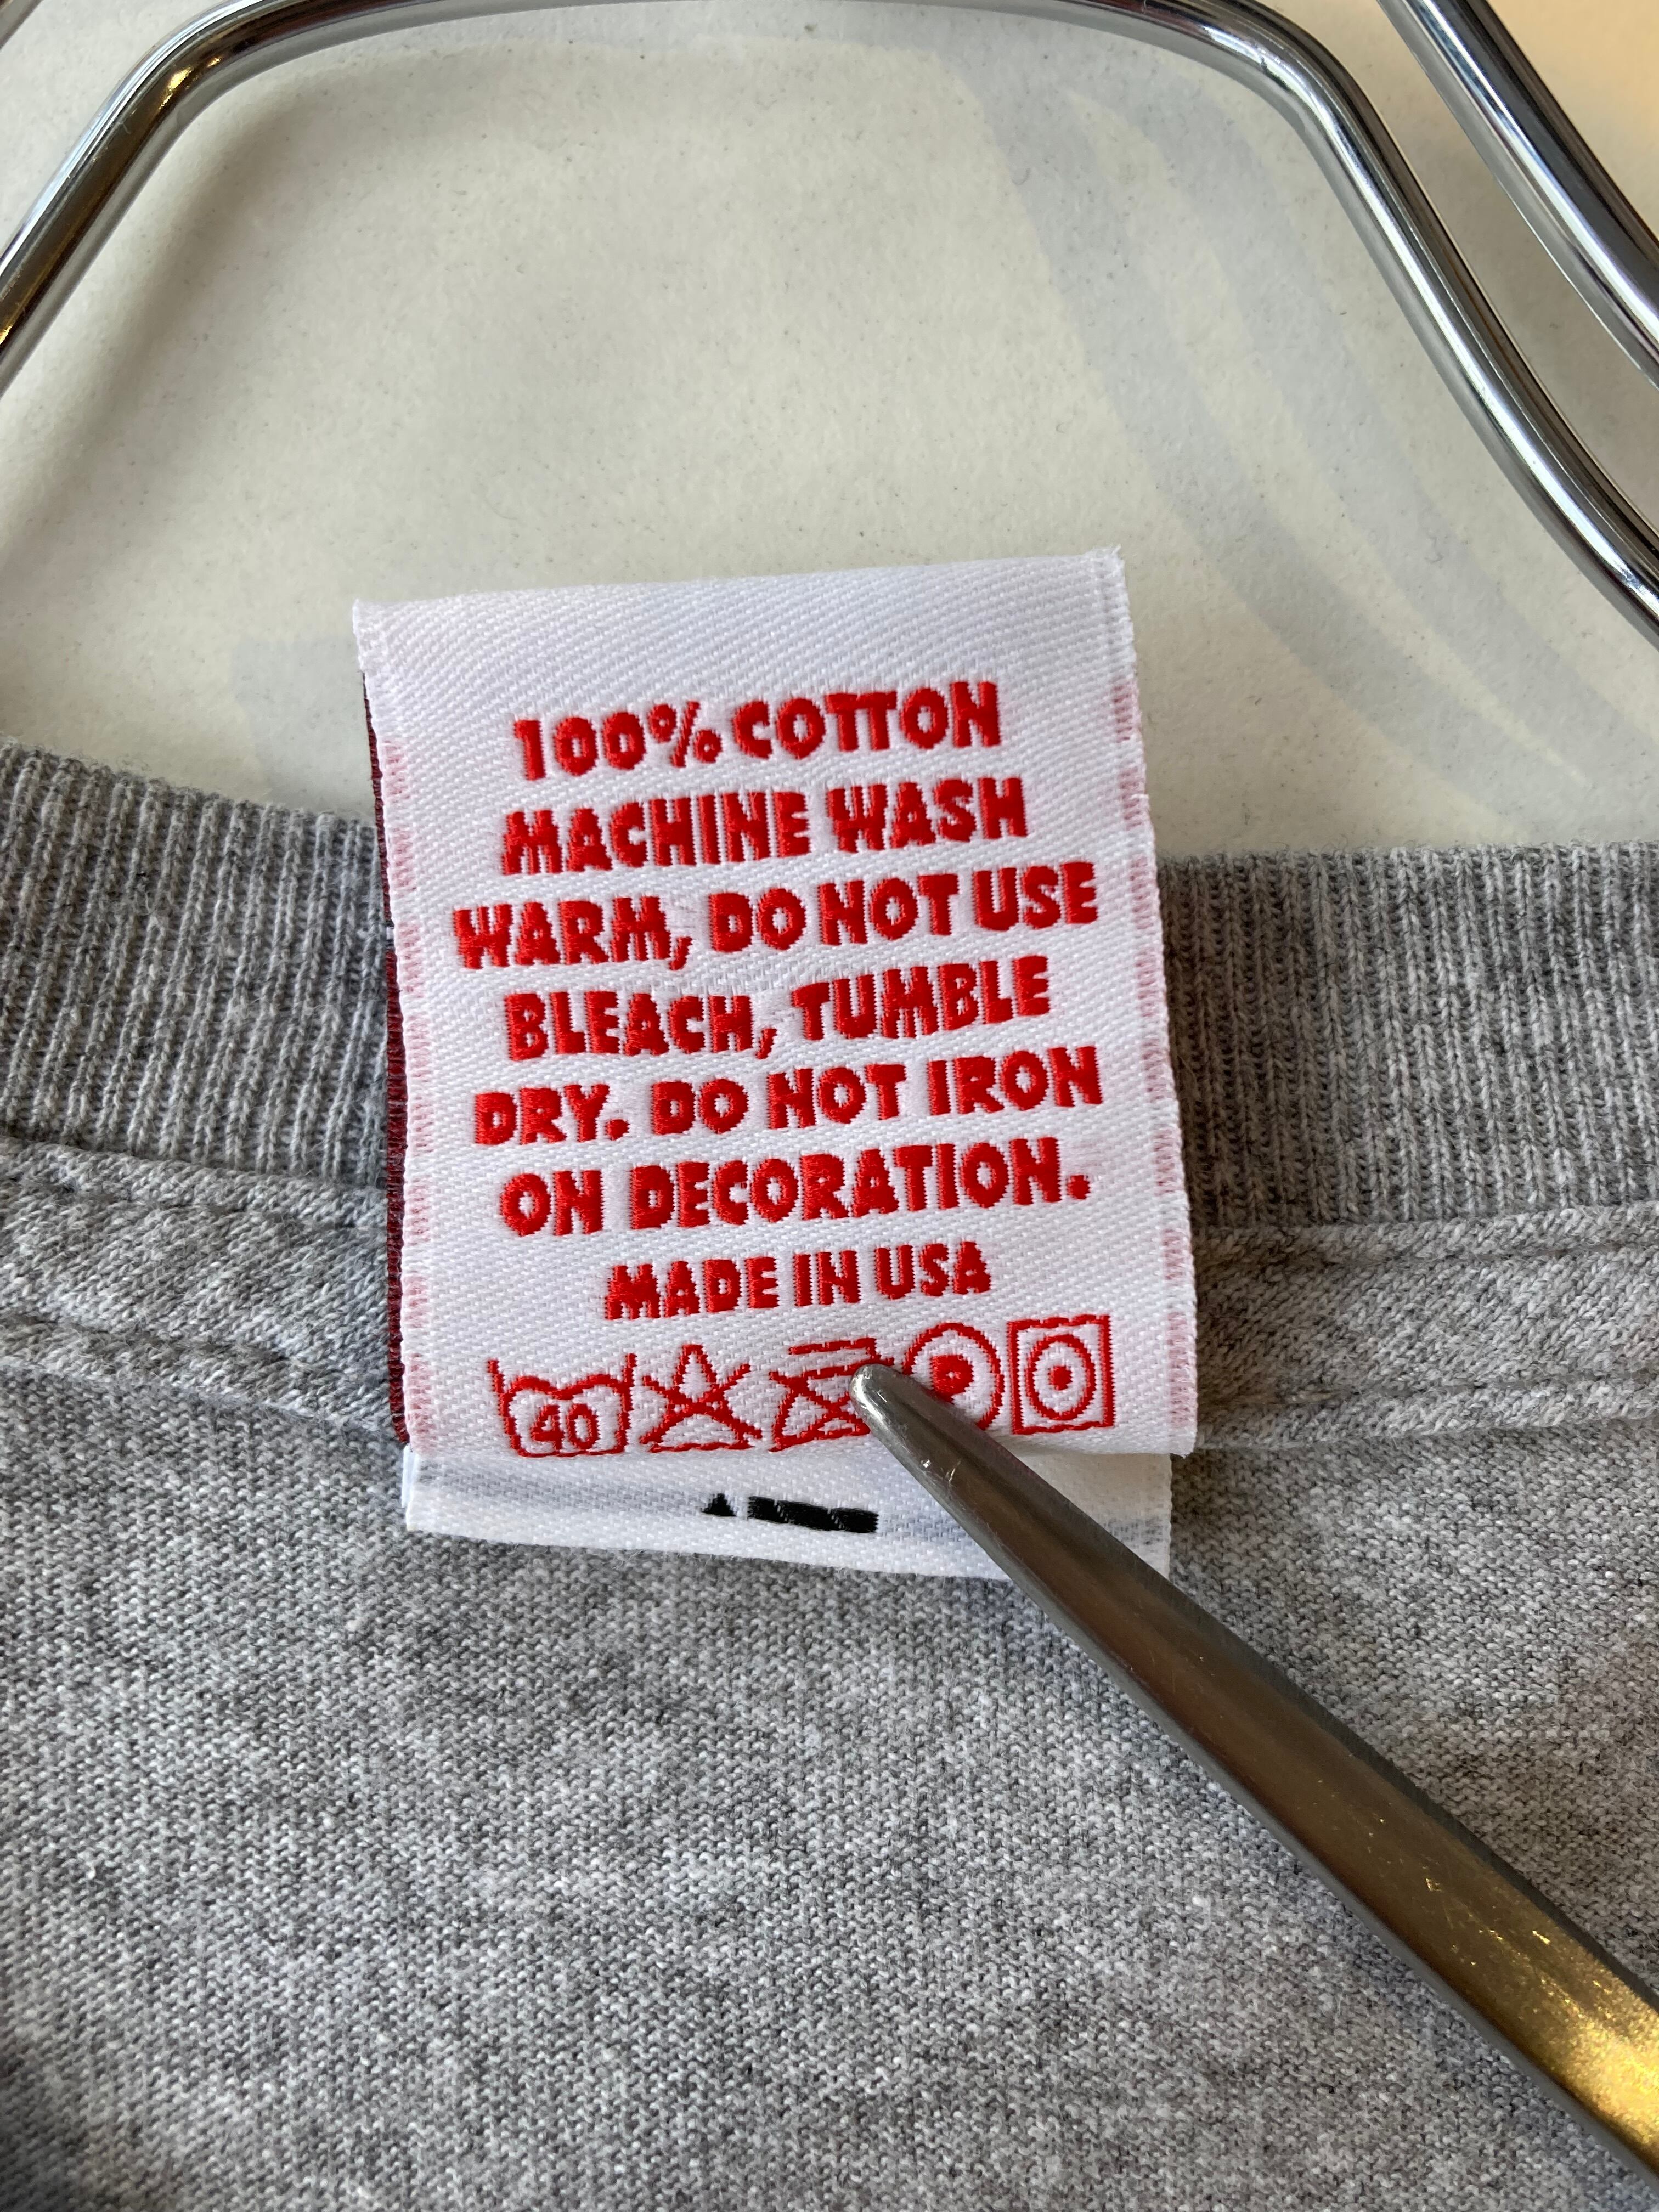 100% COTTON
MACHINE WASH
WARM, DO NOT USE
BLEACH, TUMBLE
DRY. DO NOT IRON
ON DECORATION.
MADE IN USA
40
P